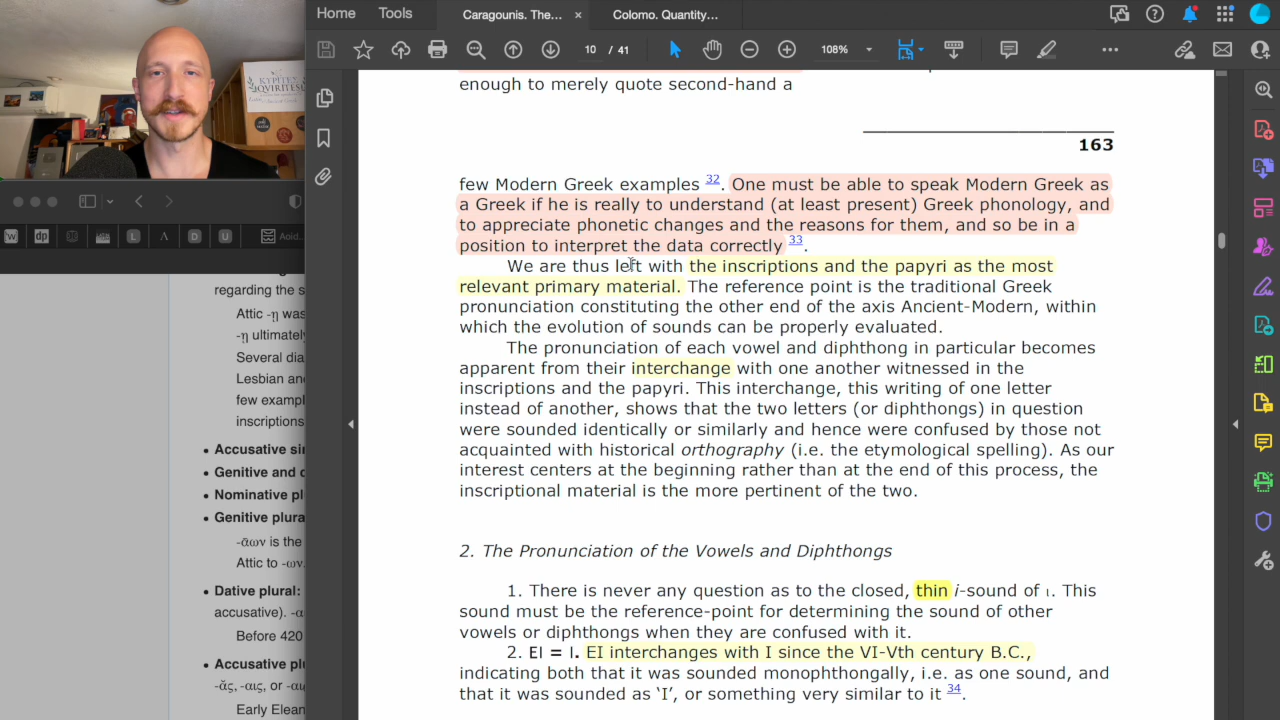 Home
Tools
Caragounis. The... ×
Colomo. Quantity...
10 / 41
108%
enough to merely quote second-hand a
163
few Modern Greek examples 32. One must be able to speak Modern Greek as
a Greek if he is really to understand (at least present) Greek phonology, and
to appreciate phonetic changes and the reasons for them, and so be in a
position to interpret the data correctly 33.
We are thus left with the inscriptions and the papyri as the most
relevant primary material. The reference point is the traditional Greek
pronunciation constituting the other end of the axis Ancient-Modern, within
which the evolution of sounds can be properly evaluated.
The pronunciation of each vowel and diphthong in particular becomes
apparent from their interchange with one another witnessed in the
inscriptions and the papyri. This interchange, this writing of one letter
instead of another, shows that the two letters (or diphthongs) in question
were sounded identically or similarly and hence were confused by those not
acquainted with historical orthography (i.e. the etymological spelling). As our
interest centers at the beginning rather than at the end of this process, the
inscriptional material is the more pertinent of the two.
2. The Pronunciation of the Vowels and Diphthongs
1. There is never any question as to the closed, thin i-sound of ι. This
sound must be the reference-point for determining the sound of other
vowels or diphthongs when they are confused with it.
2. EI = I. EI interchanges with I since the VI-Vth century B.C.,
indicating both that it was sounded monophthongally, i.e. as one sound, and
that it was sounded as ‘I’, or something very similar to it 34.
ΚΥΡΙΤΕΣ
IQVIRITES
W
dp
L
Λ
D
U
Aoid..
regarding the s
Attic -ῃ was
-ῃ ultimately
Several dia
Lesbian an
few exampl
inscriptions
• Accusative sin
• Genitive and d
• Nominative pl
• Genitive plura
-ᾱων is the
Attic to -ων.
• Dative plural:
accusative). -α
Before 420
• Accusative plu
-ᾰς, -αις, or -αι
Early Elean